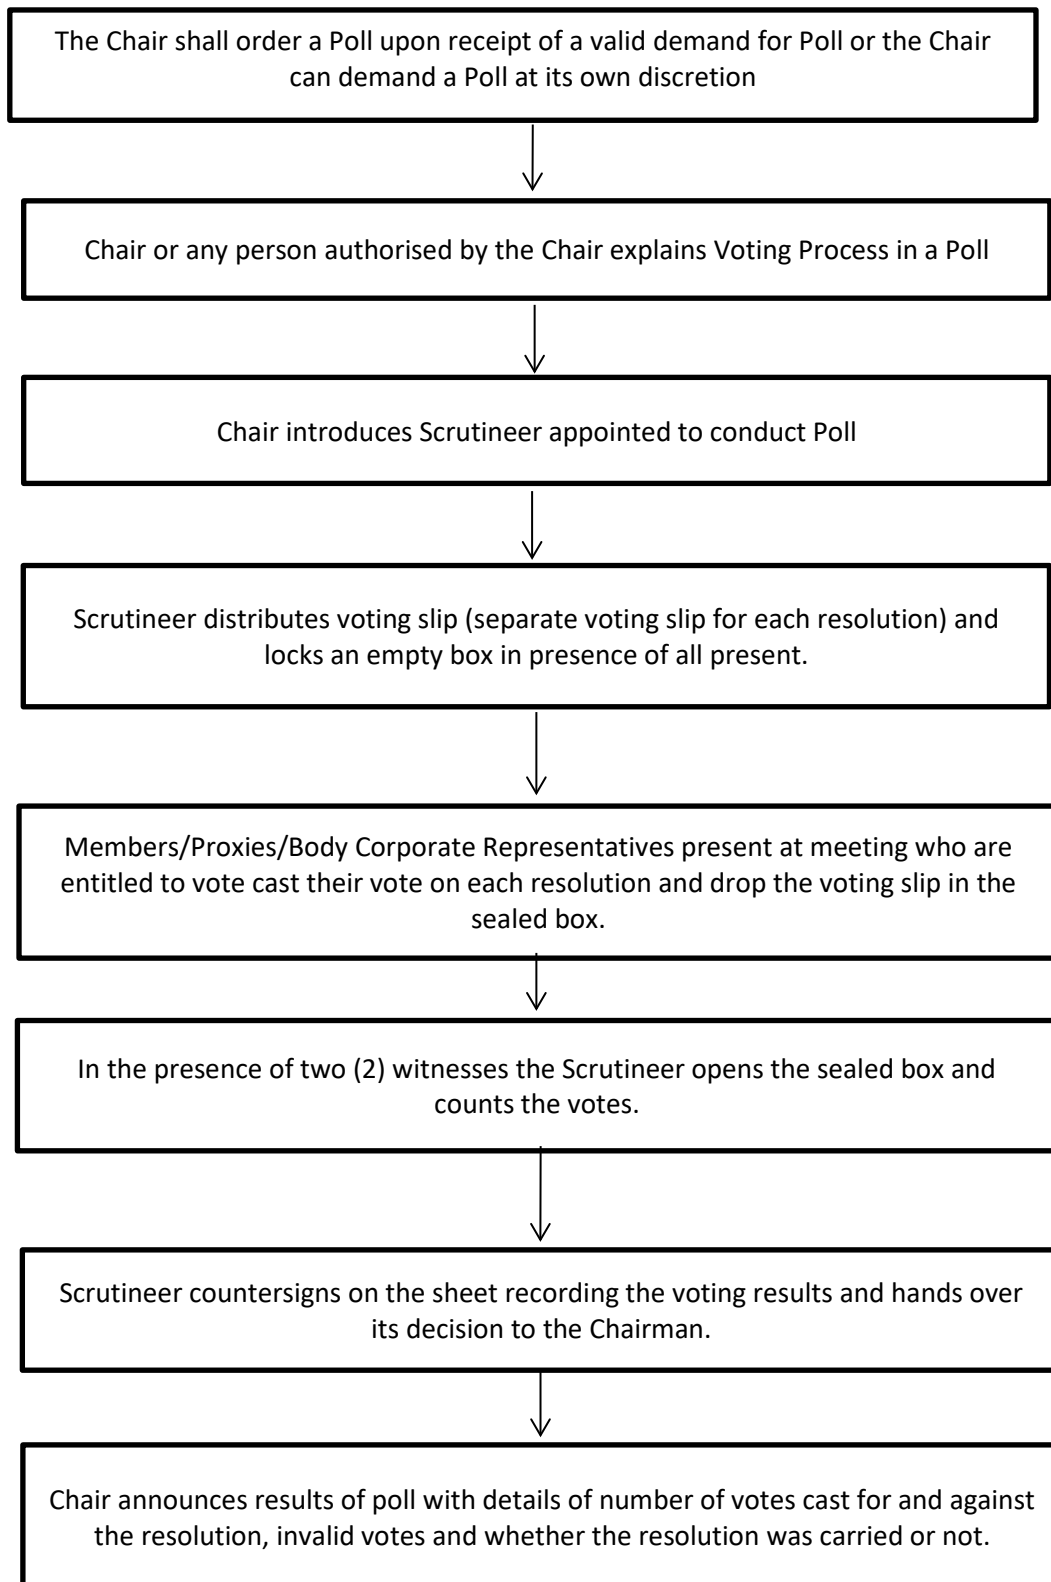 The Chair shall order a Poll upon receipt of a valid demand for Poll or the Chair
can demand a Poll at its own discretion
Chair or any person authorised by the Chair explains Voting Process in a Poll
Chair introduces Scrutineer appointed to conduct Poll
Scrutineer distributes voting slip (separate voting slip for each resolution) and
locks an empty box in presence of all present.
Members/Proxies/Body Corporate Representatives present at meeting who are
entitled to vote cast their vote on each resolution and drop the voting slip in the
sealed box.
In the presence of two (2) witnesses the Scrutineer opens the sealed box and
counts the votes.
Scrutineer countersigns on the sheet recording the voting results and hands over
its decision to the Chairman.
Chair announces results of poll with details of number of votes cast for and against
the resolution, invalid votes and whether the resolution was carried or not.